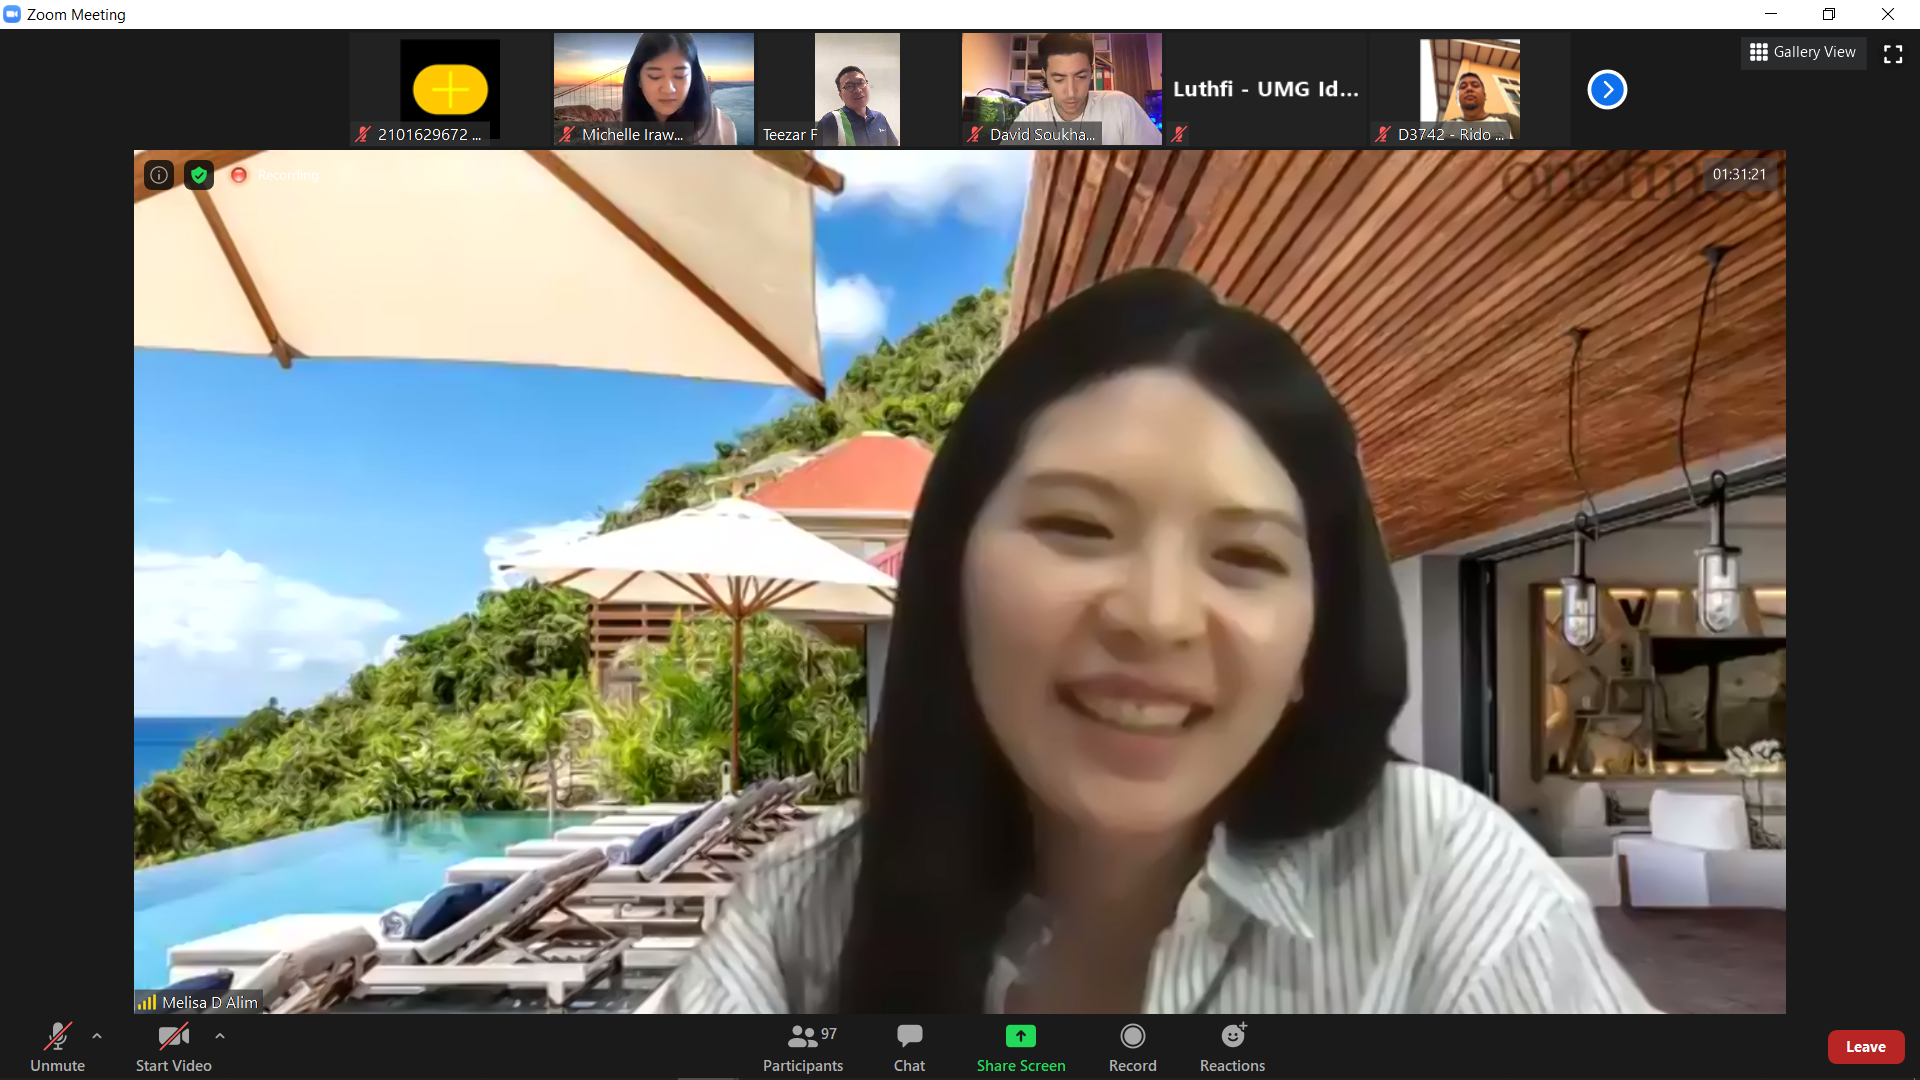 Zoom Meeting
Gallery View
2101629672 ...
Michelle Iraw...
Teezar F
David Soukha...
Luthfi - UMG Id...
D3742 - Rido ...
Recording
01:31:21
Melisa D Alim
Unmute
Start Video
97
Participants
Chat
Share Screen
Record
Reactions
Leave